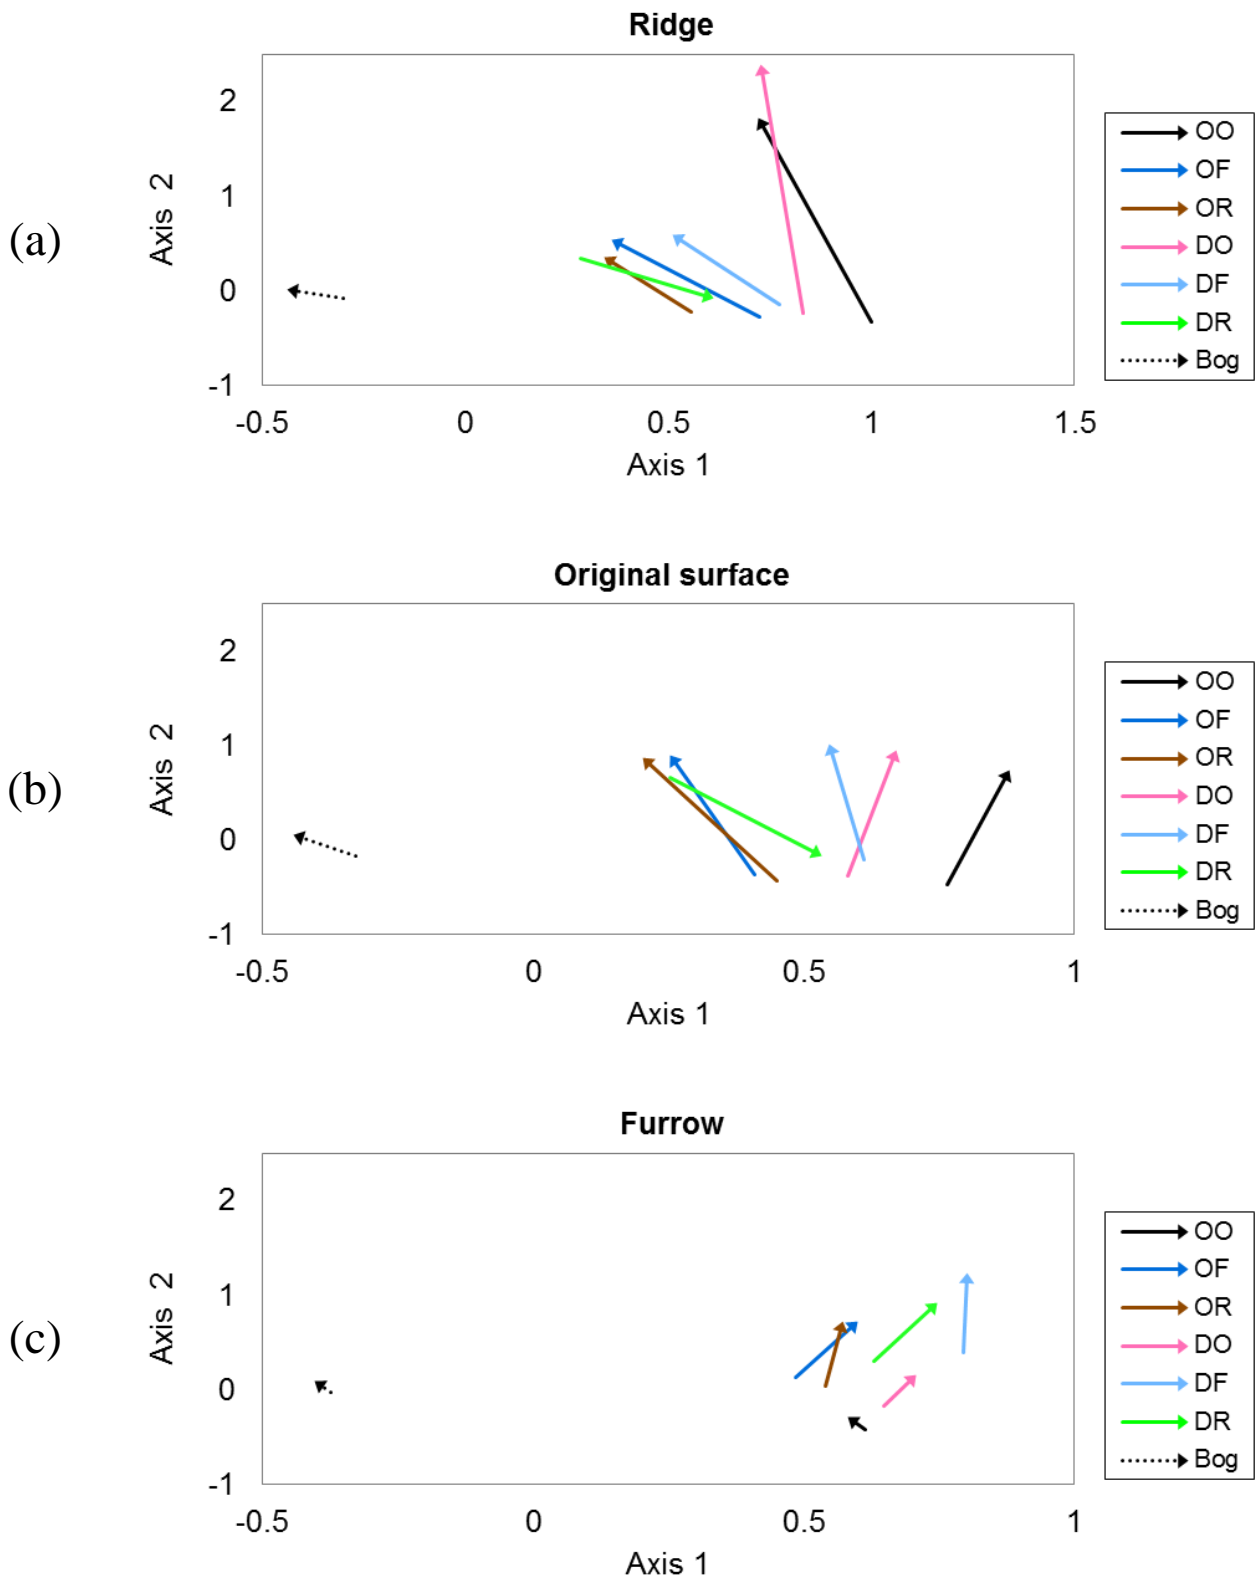 Ridge
(a)
Axis 2
2
1
0
-1
-0.5 0 0.5 1 1.5
Axis 1
OO
OF
OR
DO
DF
DR
Bog
Original surface
(b)
Axis 2
2
1
0
-1
-0.5 0 0.5 1
Axis 1
OO
OF
OR
DO
DF
DR
Bog
Furrow
(c)
Axis 2
2
1
0
-1
-0.5 0 0.5 1
Axis 1
OO
OF
OR
DO
DF
DR
Bog